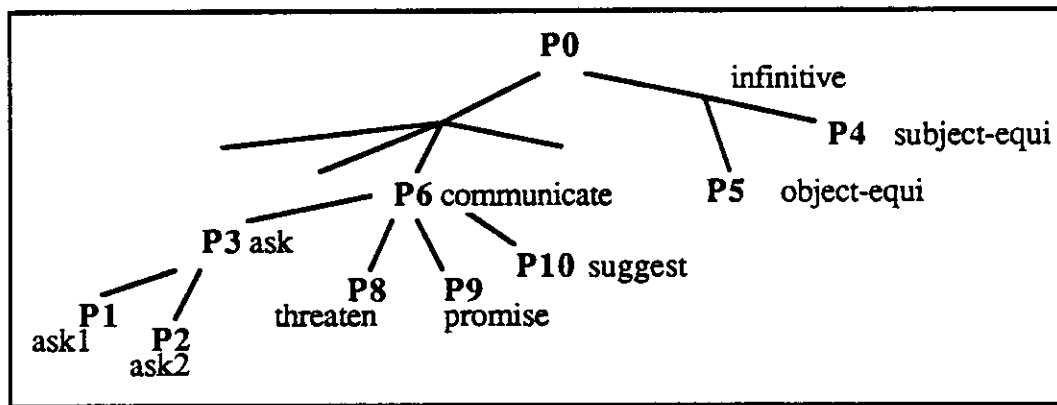 P0
infinitive
P4 subject-equi
P5 object-equi
P6 communicate
P3 ask
P10 suggest
P8 P9
threaten promise
P1
ask1 P2
ask2